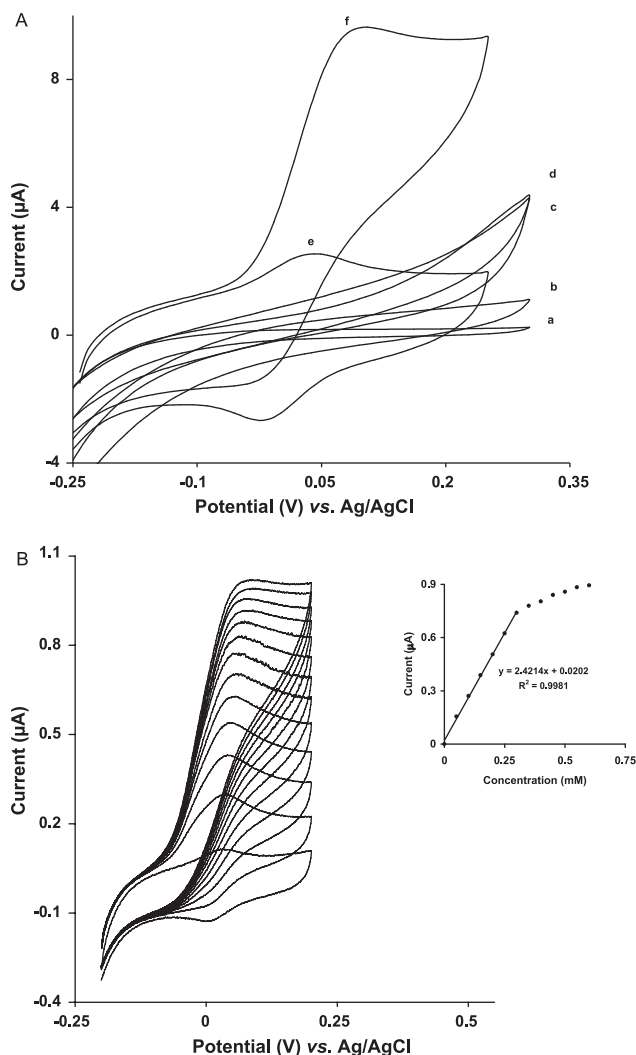 A
f
8
d
4
c
e
b
a
0
-4
-0.25
-0.1
0.05
0.2
0.35
Current (µA)
Potential (V) vs. Ag/AgCl
B
1.1
0.8
0.5
0.2
-0.1
-0.4
-0.25
0
0.25
0.5
Current (µA)
Potential (V) vs. Ag/AgCl
0.9
0.6
0.3
0
0
0.25
0.5
0.75
Current (µA)
Concentration (mM)
y = 2.4214x + 0.0202
R² = 0.9981